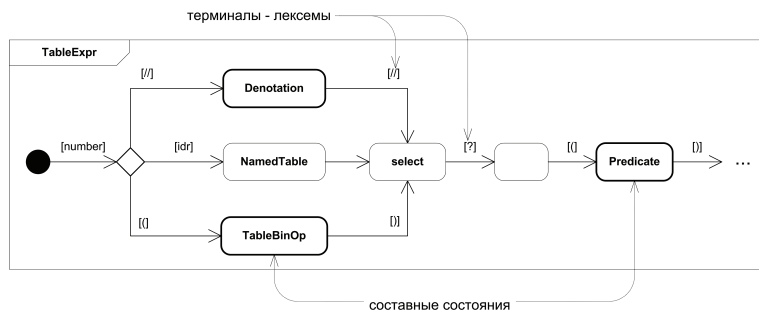 терминалы - лексемы
TableExpr
[//]
Denotation
[//]
[number]
[idr]
NamedTable
select
[?]
[(]
Predicate
[)]
...
[(]
TableBinOp
[)]
составные состояния